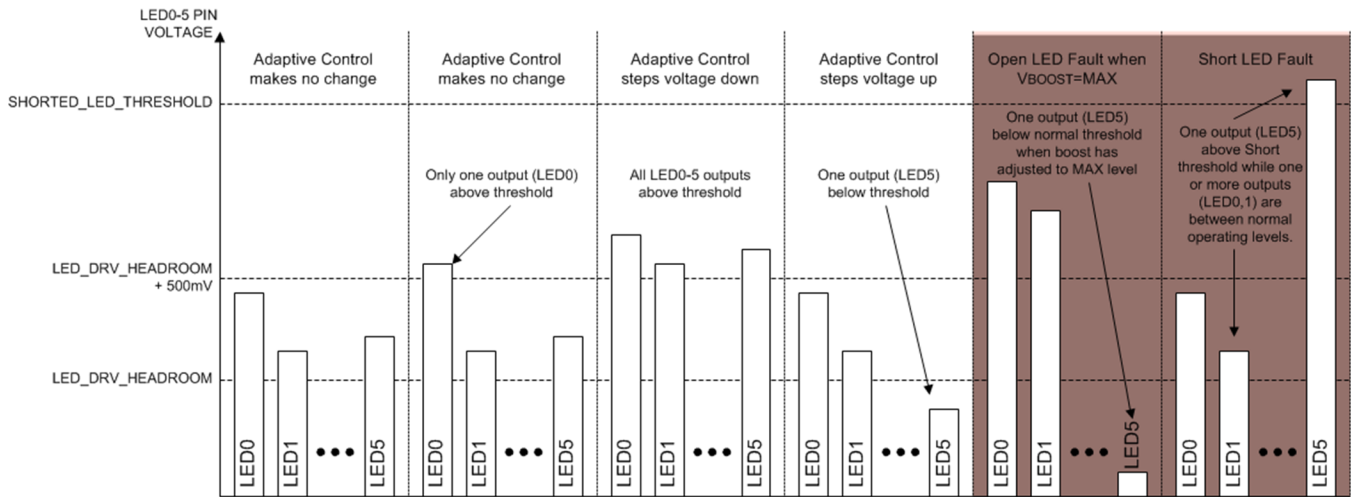 LED0-5 PIN
VOLTAGE
SHORTED_LED_THRESHOLD
LED_DRV_HEADROOM
+ 500mV
LED_DRV_HEADROOM
Adaptive Control
makes no change
LED0
LED1
LED5
Adaptive Control
makes no change
Only one output (LED0)
above threshold
LED0
LED1
LED5
Adaptive Control
steps voltage down
All LED0-5 outputs
above threshold
LED0
LED1
LED5
Adaptive Control
steps voltage up
One output (LED5)
below threshold
LED0
LED1
LED5
Open LED Fault when
VBOOST=MAX
One output (LED5)
below normal threshold
when boost has
adjusted to MAX level
LED0
LED1
LED5
Short LED Fault
One output (LED5)
above Short
threshold while one
or more outputs
(LED0,1) are
between normal
operating levels.
LED0
LED1
LED5